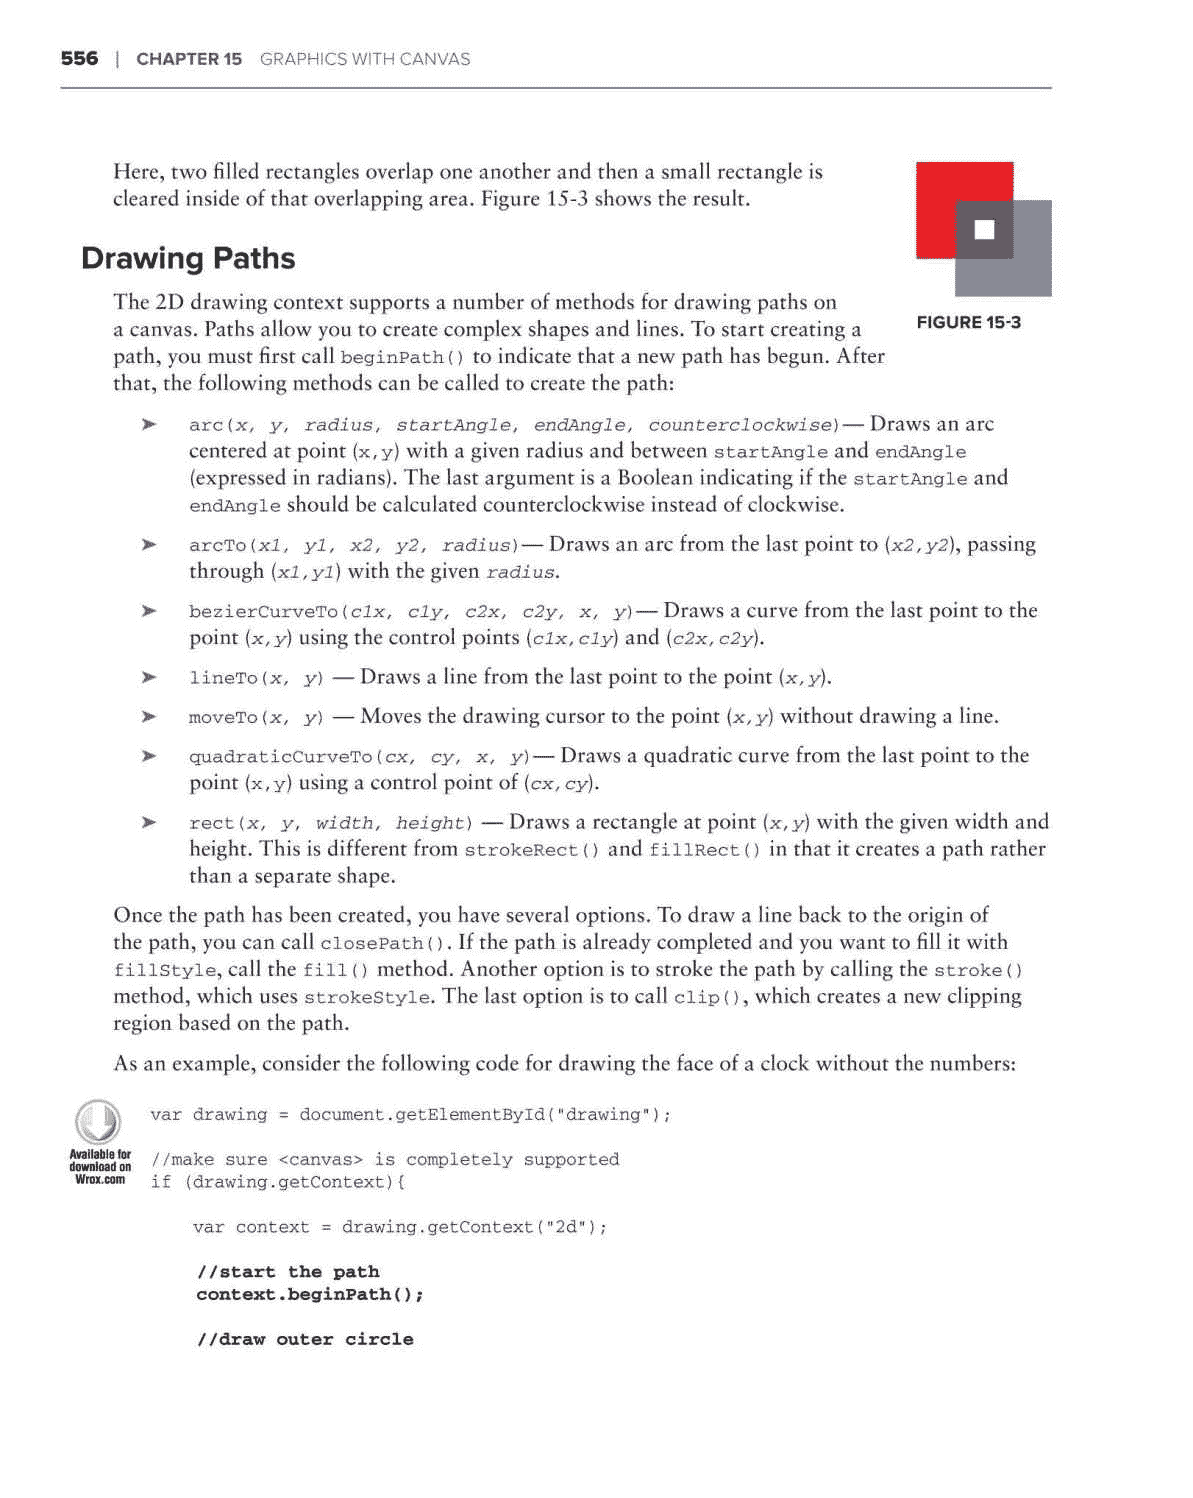 556 | CHAPTER 15 GRAPHICS WITH CANVAS
Here, two filled rectangles overlap one another and then a small rectangle is
cleared inside of that overlapping area. Figure 15-3 shows the result.
Drawing Paths
The 2D drawing context supports a number of methods for drawing paths on
a canvas. Paths allow you to create complex shapes and lines. To start creating a
path, you must first call beginPath() to indicate that a new path has begun. After
that, the following methods can be called to create the path:
FIGURE 15-3
➤ arc(x, y, radius, startAngle, endAngle, counterclockwise)— Draws an arc
centered at point (x,y) with a given radius and between startAngle and endAngle
(expressed in radians). The last argument is a Boolean indicating if the startAngle and
endAngle should be calculated counterclockwise instead of clockwise.
➤ arcTo(x1, y1, x2, y2, radius)— Draws an arc from the last point to (x2,y2), passing
through (x1,y1) with the given radius.
➤ bezierCurveTo(c1x, c1y, c2x, c2y, x, y)— Draws a curve from the last point to the
point (x,y) using the control points (c1x,c1y) and (c2x,c2y).
➤ lineTo(x, y) — Draws a line from the last point to the point (x,y).
➤ moveTo(x, y) — Moves the drawing cursor to the point (x,y) without drawing a line.
➤ quadraticCurveTo(cx, cy, x, y)— Draws a quadratic curve from the last point to the
point (x,y) using a control point of (cx,cy).
➤ rect(x, y, width, height) — Draws a rectangle at point (x,y) with the given width and
height. This is different from strokeRect() and fillRect() in that it creates a path rather
than a separate shape.
Once the path has been created, you have several options. To draw a line back to the origin of
the path, you can call closePath(). If the path is already completed and you want to fill it with
fillStyle, call the fill() method. Another option is to stroke the path by calling the stroke()
method, which uses strokeStyle. The last option is to call clip(), which creates a new clipping
region based on the path.
As an example, consider the following code for drawing the face of a clock without the numbers:
Available for
download on
Wrox.com
var drawing = document.getElementById("drawing");
//make sure <canvas> is completely supported
if (drawing.getContext){
var context = drawing.getContext("2d");
//start the path
context.beginPath();
//draw outer circle